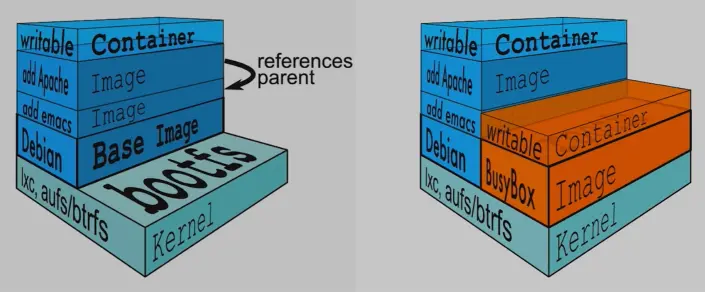 writable Container
add Apache Image
references
parent
add emacs Image
Debian Base Image
bootfs
lxc, aufs/btrfs Kernel
writable Container
add Apache Image
add emacs
writable Container
Debian
BusyBox Image
lxc, aufs/btrfs Kernel